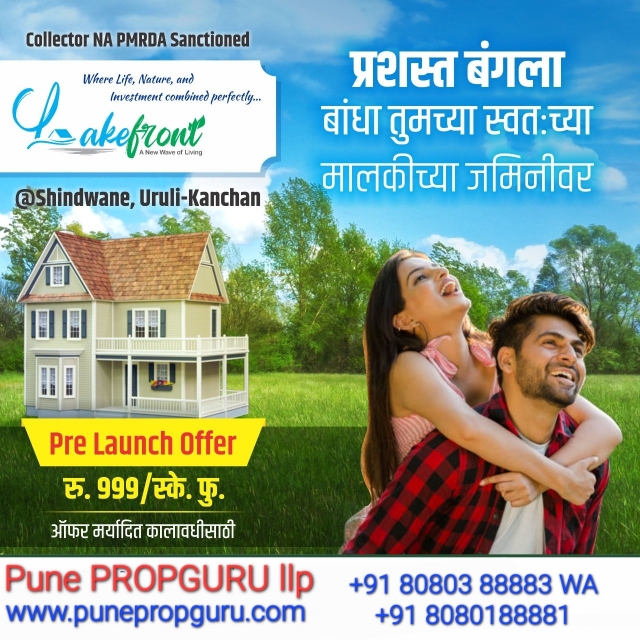 Collector NA PMRDA Sanctioned
Where Life, Nature, and
Investment combined perfectly...
Lakefront
A New Wave of Living
@Shindwane, Uruli-Kanchan
प्रशस्त बंगला
बांधा तुमच्या स्वतःच्या
मालकीच्या जमिनीवर
Pre Launch Offer
रु. 999/स्के. फु.
ऑफर मर्यादित कालावधीसाठी
Pune PROPGURU llp
www.punepropguru.com
+91 80803 88883 WA
+91 8080188881